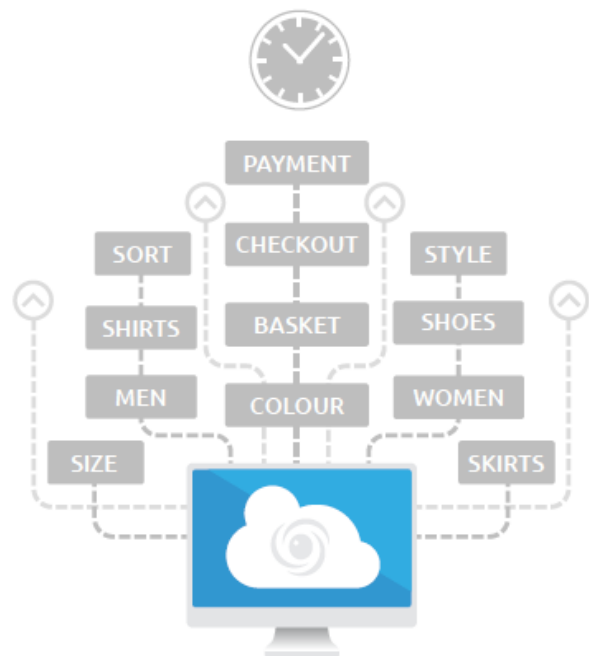 PAYMENT
SORT
CHECKOUT
STYLE
SHIRTS
BASKET
SHOES
MEN
COLOUR
WOMEN
SIZE
SKIRTS